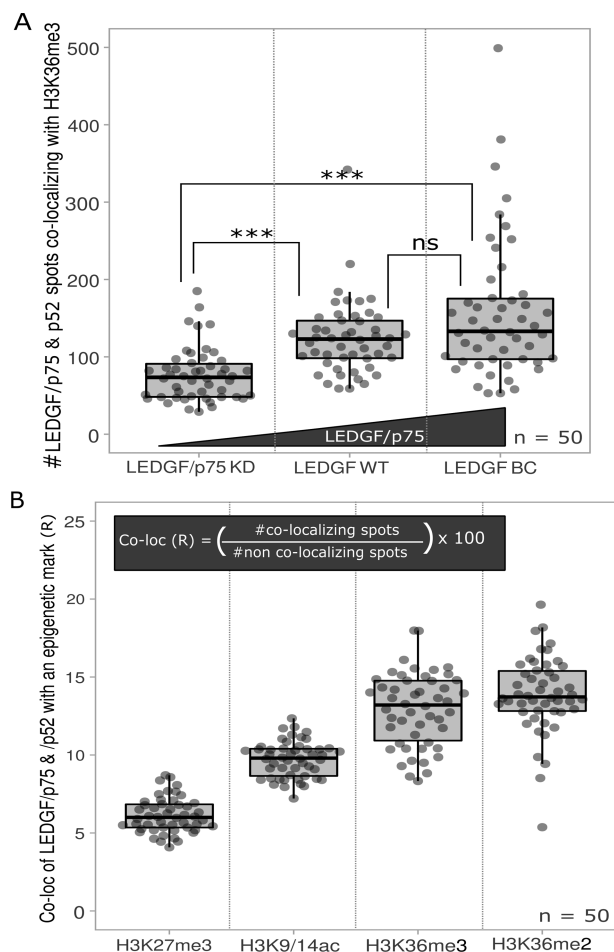 A
#LEDGF/p75 & p52 spots co-localizing with H3K36me3
500
400
300
200
100
0
***
***
ns
LEDGF/p75
n = 50
LEDGF/p75 KD
LEDGF WT
LEDGF BC
B
Co-loc of LEDGF/p75 & /p52 with an epigenetic mark (R)
25
20
15
10
5
0
Co-loc (R) = ( #co-localizing spots / #non co-localizing spots ) x 100
n = 50
H3K27me3
H3K9/14ac
H3K36me3
H3K36me2